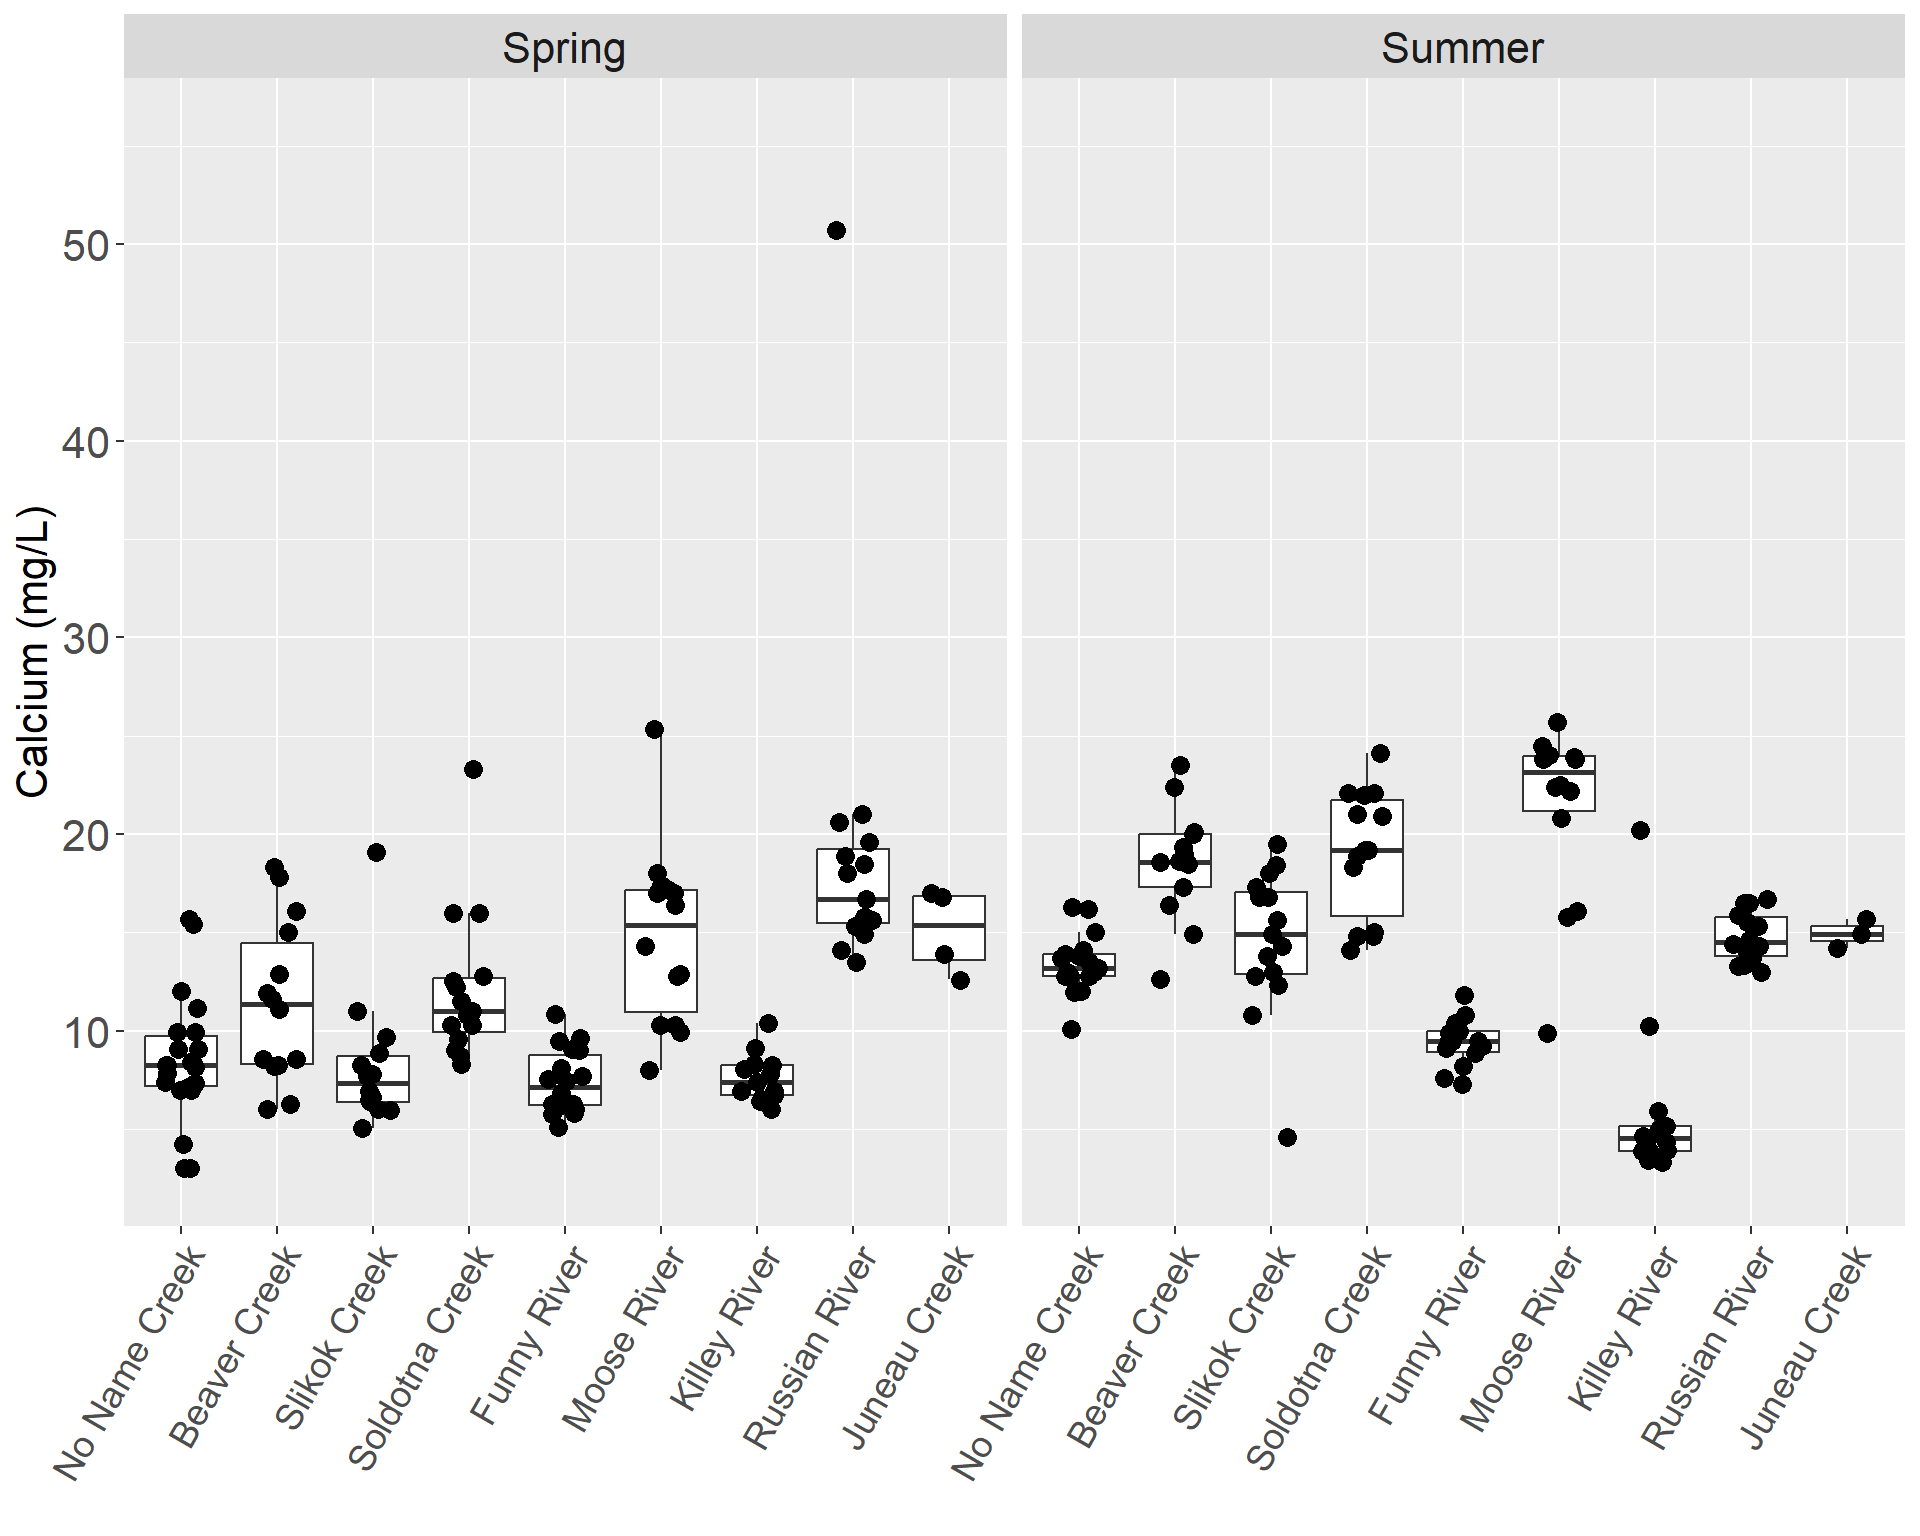 Spring
Summer
Calcium (mg/L)
50
40
30
20
10
No Name Creek
Beaver Creek
Slikok Creek
Soldotna Creek
Funny River
Moose River
Killey River
Russian River
Juneau Creek
No Name Creek
Beaver Creek
Slikok Creek
Soldotna Creek
Funny River
Moose River
Killey River
Russian River
Juneau Creek